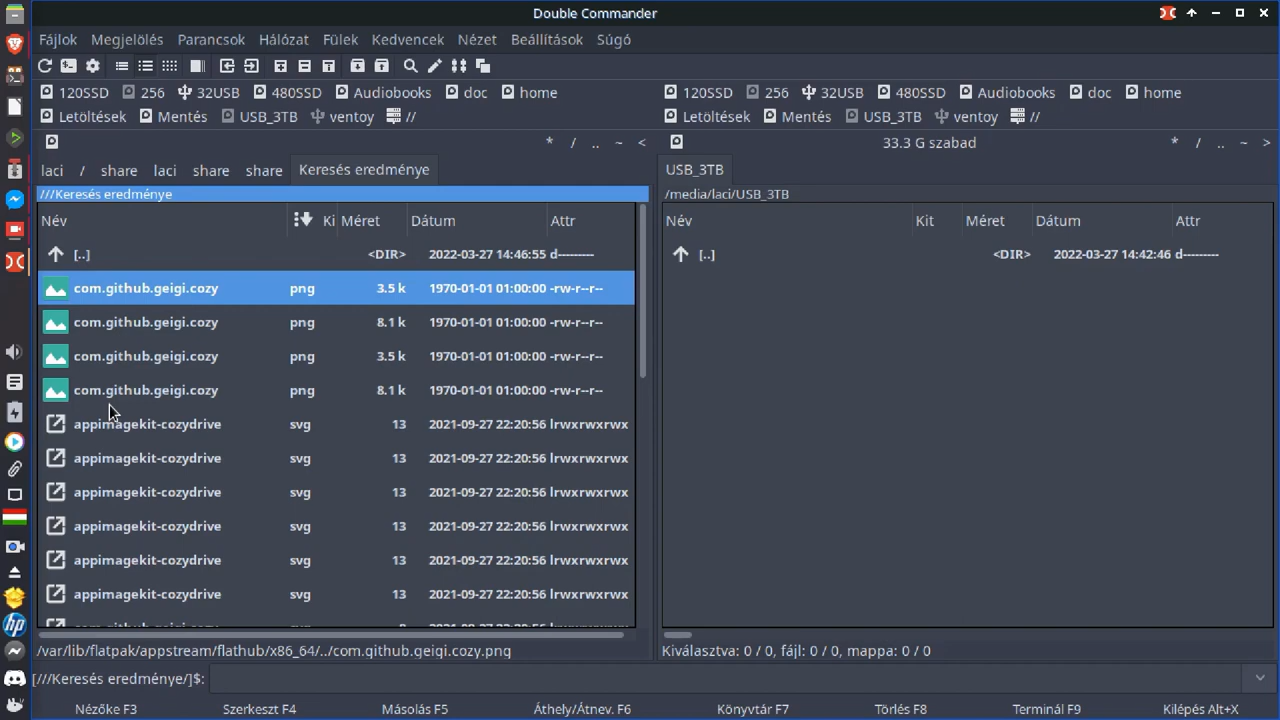 Double Commander
Fájlok Megjelölés Parancsok Hálózat Fülek Kedvencek Nézet Beállítások Súgó
120SSD 256 32USB 480SSD Audiobooks doc home
Letöltések Mentés USB_3TB ventoy //
120SSD 256 32USB 480SSD Audiobooks doc home
Letöltések Mentés USB_3TB ventoy //
* / .. ~ <
33.3 G szabad * / .. ~ >
laci / share laci share share Keresés eredménye
///Keresés eredménye
Név Ki Méret Dátum Attr
[..] <DIR> 2022-03-27 14:46:55 d---------
com.github.geigi.cozy png 3.5 k 1970-01-01 01:00:00 -rw-r--r--
com.github.geigi.cozy png 8.1 k 1970-01-01 01:00:00 -rw-r--r--
com.github.geigi.cozy png 3.5 k 1970-01-01 01:00:00 -rw-r--r--
com.github.geigi.cozy png 8.1 k 1970-01-01 01:00:00 -rw-r--r--
appimagekit-cozydrive svg 13 2021-09-27 22:20:56 lrwxrwxrwx
appimagekit-cozydrive svg 13 2021-09-27 22:20:56 lrwxrwxrwx
appimagekit-cozydrive svg 13 2021-09-27 22:20:56 lrwxrwxrwx
appimagekit-cozydrive svg 13 2021-09-27 22:20:56 lrwxrwxrwx
appimagekit-cozydrive svg 13 2021-09-27 22:20:56 lrwxrwxrwx
appimagekit-cozydrive svg 13 2021-09-27 22:20:56 lrwxrwxrwx
/var/lib/flatpak/appstream/flathub/x86_64/../com.github.geigi.cozy.png
USB_3TB
/media/laci/USB_3TB
Név Kit Méret Dátum Attr
[..] <DIR> 2022-03-27 14:42:46 d---------
Kiválasztva: 0 / 0, fájl: 0 / 0, mappa: 0 / 0
[///Keresés eredménye/]$:
Nézőke F3 Szerkeszt F4 Másolás F5 Áthely/Átnev. F6 Könyvtár F7 Törlés F8 Terminál F9 Kilépés Alt+X